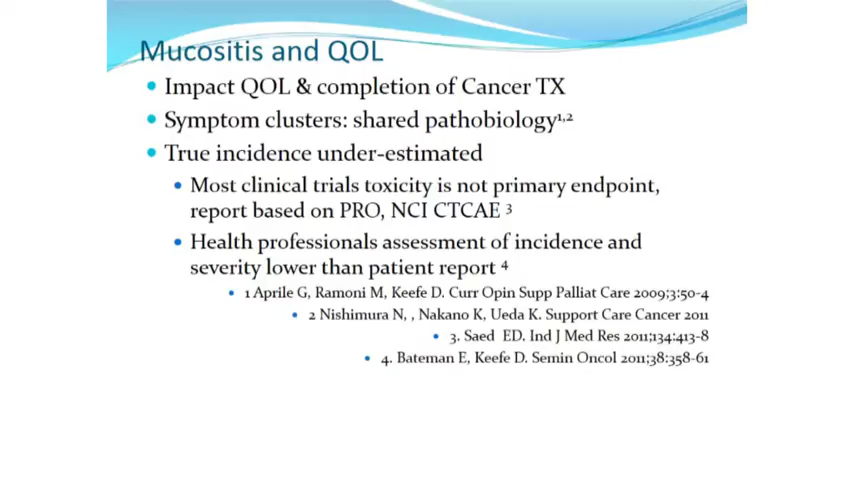 Mucositis and QOL
Impact QOL & completion of Cancer TX
Symptom clusters: shared pathobiology1,2
True incidence under-estimated
Most clinical trials toxicity is not primary endpoint,
report based on PRO, NCI CTCAE 3
Health professionals assessment of incidence and
severity lower than patient report 4
1 Aprile G, Ramoni M, Keefe D. Curr Opin Supp Palliat Care 2009;3:50-4
2 Nishimura N, , Nakano K, Ueda K. Support Care Cancer 2011
3. Saed ED. Ind J Med Res 2011;134:413-8
4. Bateman E, Keefe D. Semin Oncol 2011;38:358-61